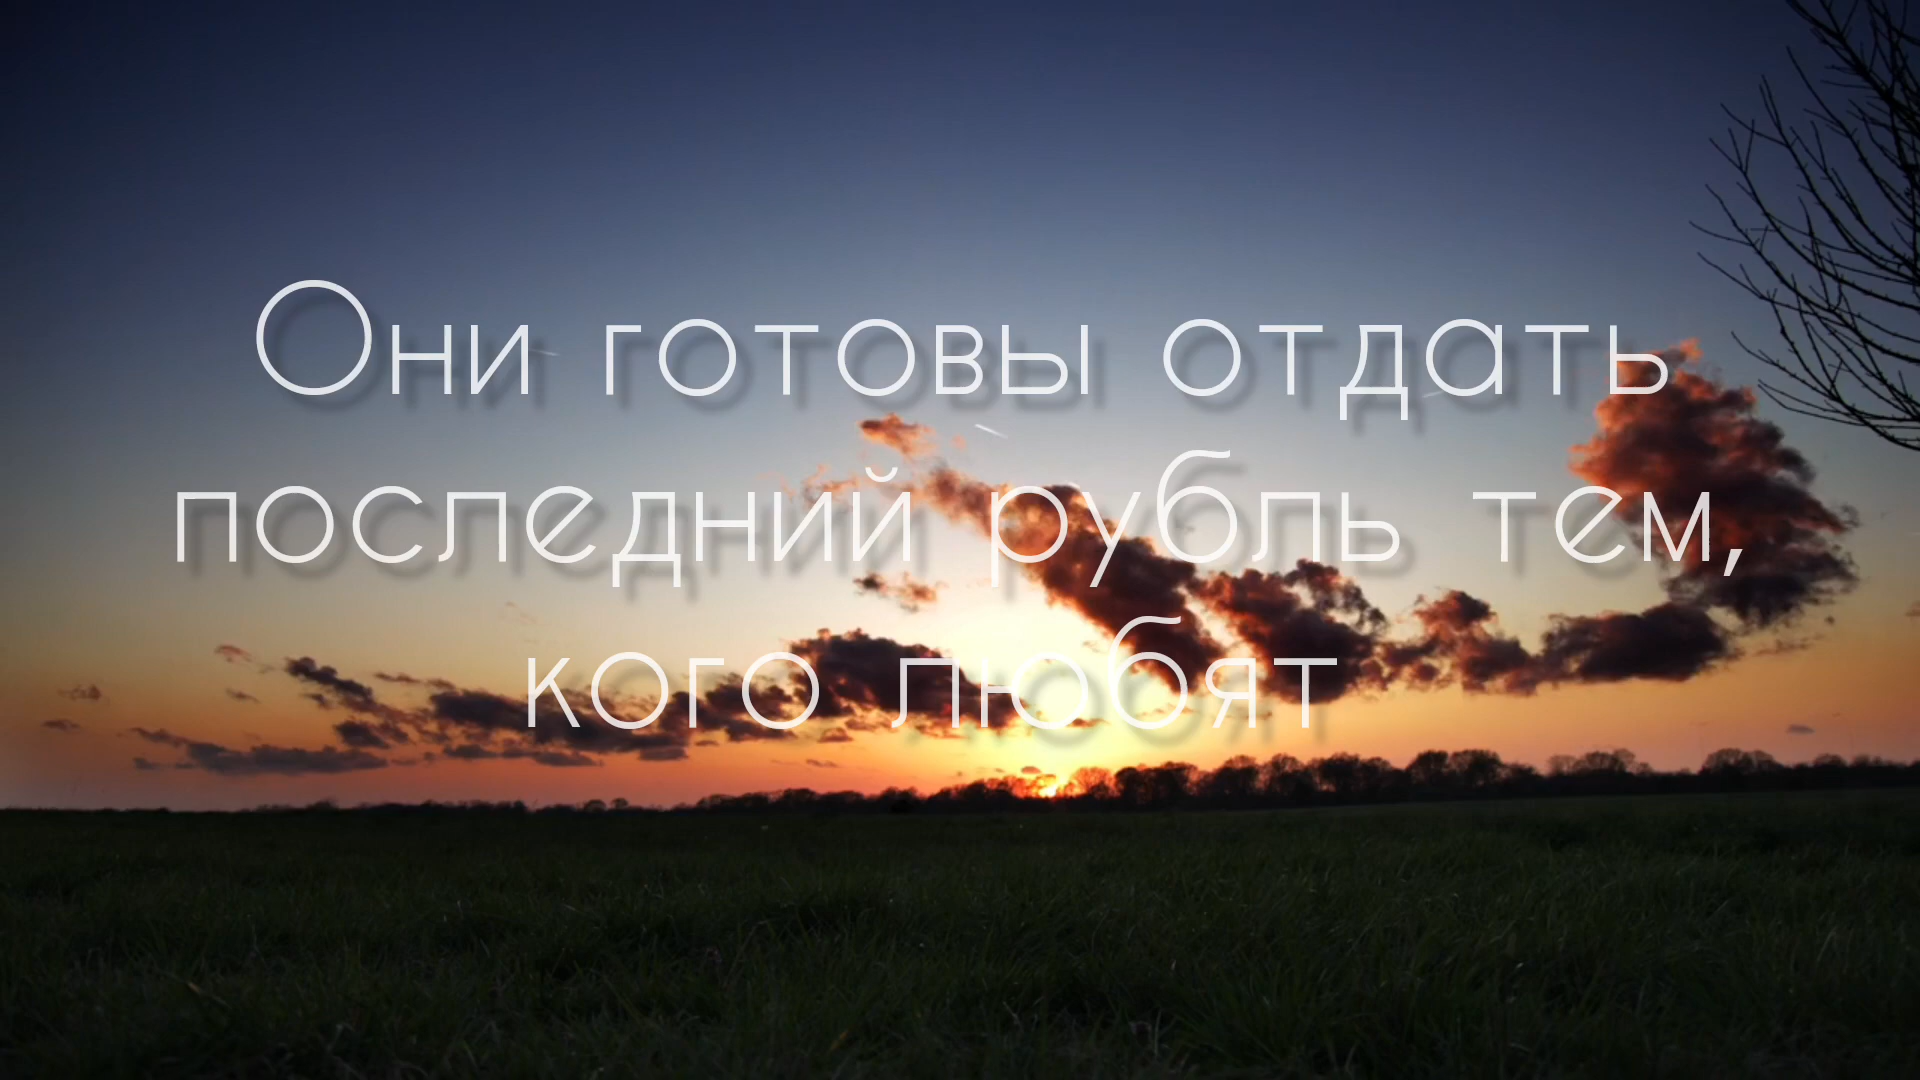 Они готовы отдать
последний рубль тем,
кого любят